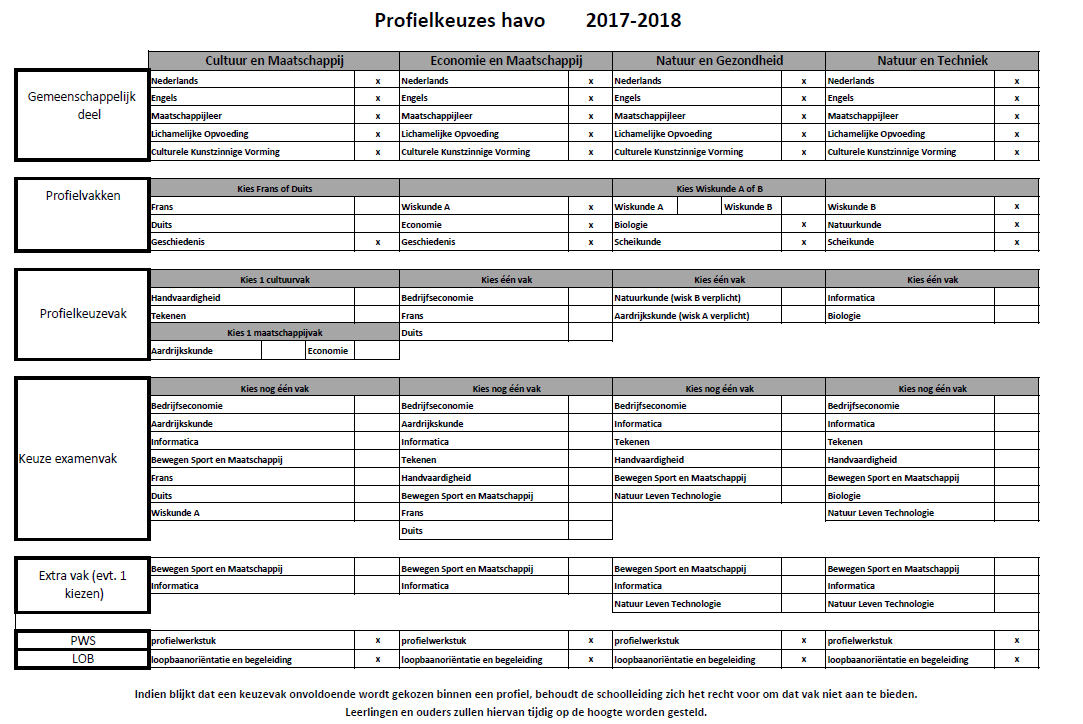 Profielkeuzes havo 2017-2018
Cultuur en Maatschappij Economie en Maatschappij Natuur en Gezondheid Natuur en Techniek
Gemeenschappelijk deel
Nederlands x Nederlands x Nederlands x Nederlands x
Engels x Engels x Engels x Engels x
Maatschappijleer x Maatschappijleer x Maatschappijleer x Maatschappijleer x
Lichamelijke Opvoeding x Lichamelijke Opvoeding x Lichamelijke Opvoeding x Lichamelijke Opvoeding x
Culturele Kunstzinnige Vorming x Culturele Kunstzinnige Vorming x Culturele Kunstzinnige Vorming x Culturele Kunstzinnige Vorming x
Profielvakken
Kies Frans of Duits Kies Wiskunde A of B
Frans Wiskunde A x Wiskunde A Wiskunde B Wiskunde B x
Duits Economie x Biologie x Natuurkunde x
Geschiedenis x Geschiedenis x Scheikunde x Scheikunde x
Profielkeuzevak
Kies 1 cultuurvak Kies één vak Kies één vak Kies één vak
Handvaardigheid Bedrijfseconomie Natuurkunde (wisk B verplicht) Informatica
Tekenen Frans Aardrijkskunde (wisk A verplicht) Biologie
Kies 1 maatschappijvak Duits
Aardrijkskunde Economie
Keuze examenvak
Kies nog één vak Kies nog één vak Kies nog één vak Kies nog één vak
Bedrijfseconomie Bedrijfseconomie Bedrijfseconomie Bedrijfseconomie
Aardrijkskunde Aardrijkskunde Informatica Informatica
Informatica Informatica Tekenen Tekenen
Bewegen Sport en Maatschappij Tekenen Handvaardigheid Handvaardigheid
Frans Handvaardigheid Bewegen Sport en Maatschappij Bewegen Sport en Maatschappij
Duits Bewegen Sport en Maatschappij Natuur Leven Technologie Biologie
Wiskunde A Frans Natuur Leven Technologie
Duits
Extra vak (evt. 1 kiezen)
Bewegen Sport en Maatschappij Bewegen Sport en Maatschappij Bewegen Sport en Maatschappij Bewegen Sport en Maatschappij
Informatica Informatica Informatica Informatica
Natuur Leven Technologie Natuur Leven Technologie
PWS profielwerkstuk x profielwerkstuk x profielwerkstuk x profielwerkstuk x
LOB loopbaanoriëntatie en begeleiding x loopbaanoriëntatie en begeleiding x loopbaanoriëntatie en begeleiding x loopbaanoriëntatie en begeleiding x
Indien blijkt dat een keuzevak onvoldoende wordt gekozen binnen een profiel, behoudt de schoolleiding zich het recht voor om dat vak niet aan te bieden.
Leerlingen en ouders zullen hiervan tijdig op de hoogte worden gesteld.